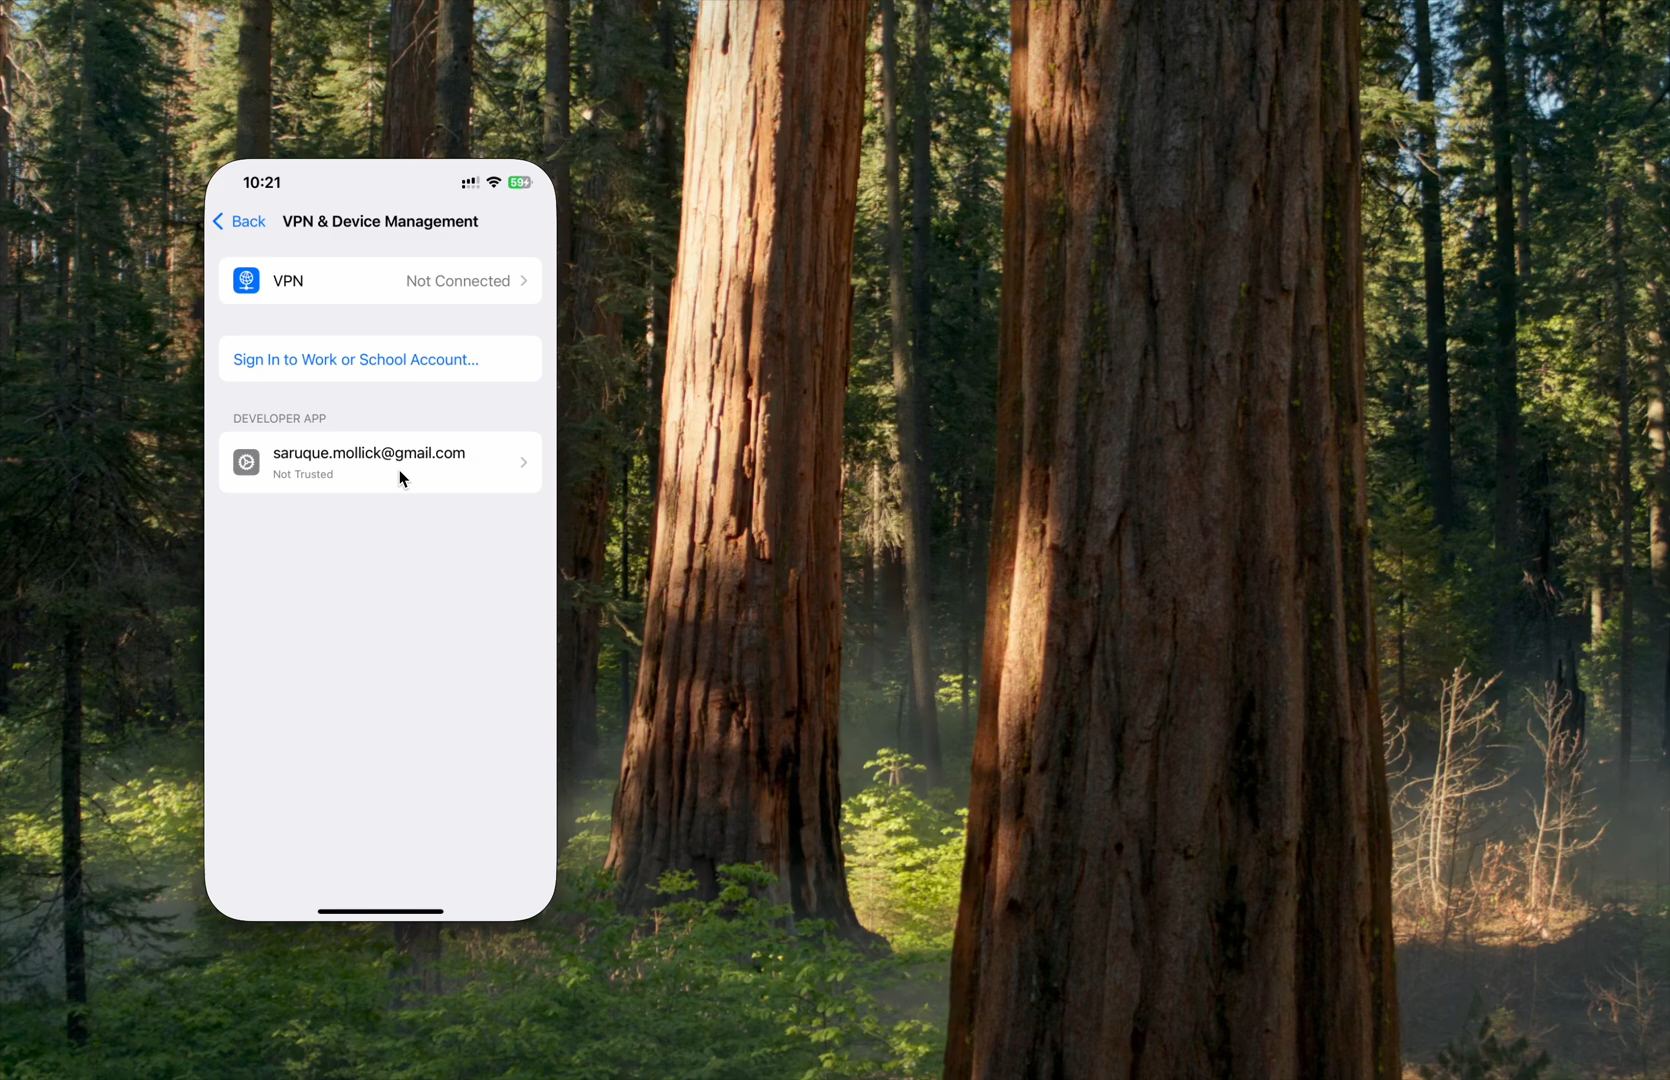 10:21
59
Back
VPN & Device Management
VPN
Not Connected
Sign In to Work or School Account...
DEVELOPER APP
saruque.mollick@gmail.com
Not Trusted